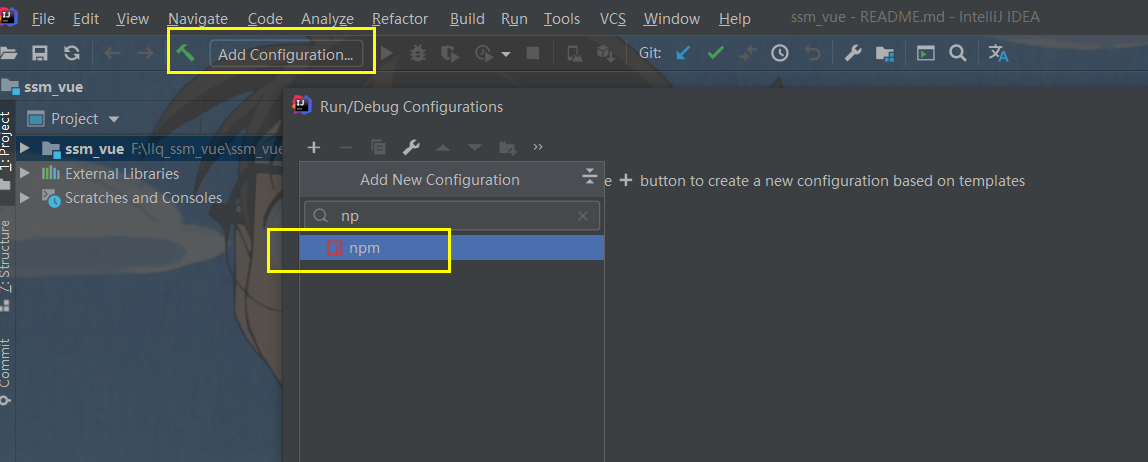 File Edit View Navigate Code Analyze Refactor Build Run Tools VCS Window Help ssm_vue - README.md - IntelliJ IDEA
Add Configuration... Git:
ssm_vue
1: Project
Project
ssm_vue F:\llq_ssm_vue\ssm_vue
External Libraries
Scratches and Consoles
Z: Structure
Commit
Run/Debug Configurations
Add New Configuration
e + button to create a new configuration based on templates
np
npm